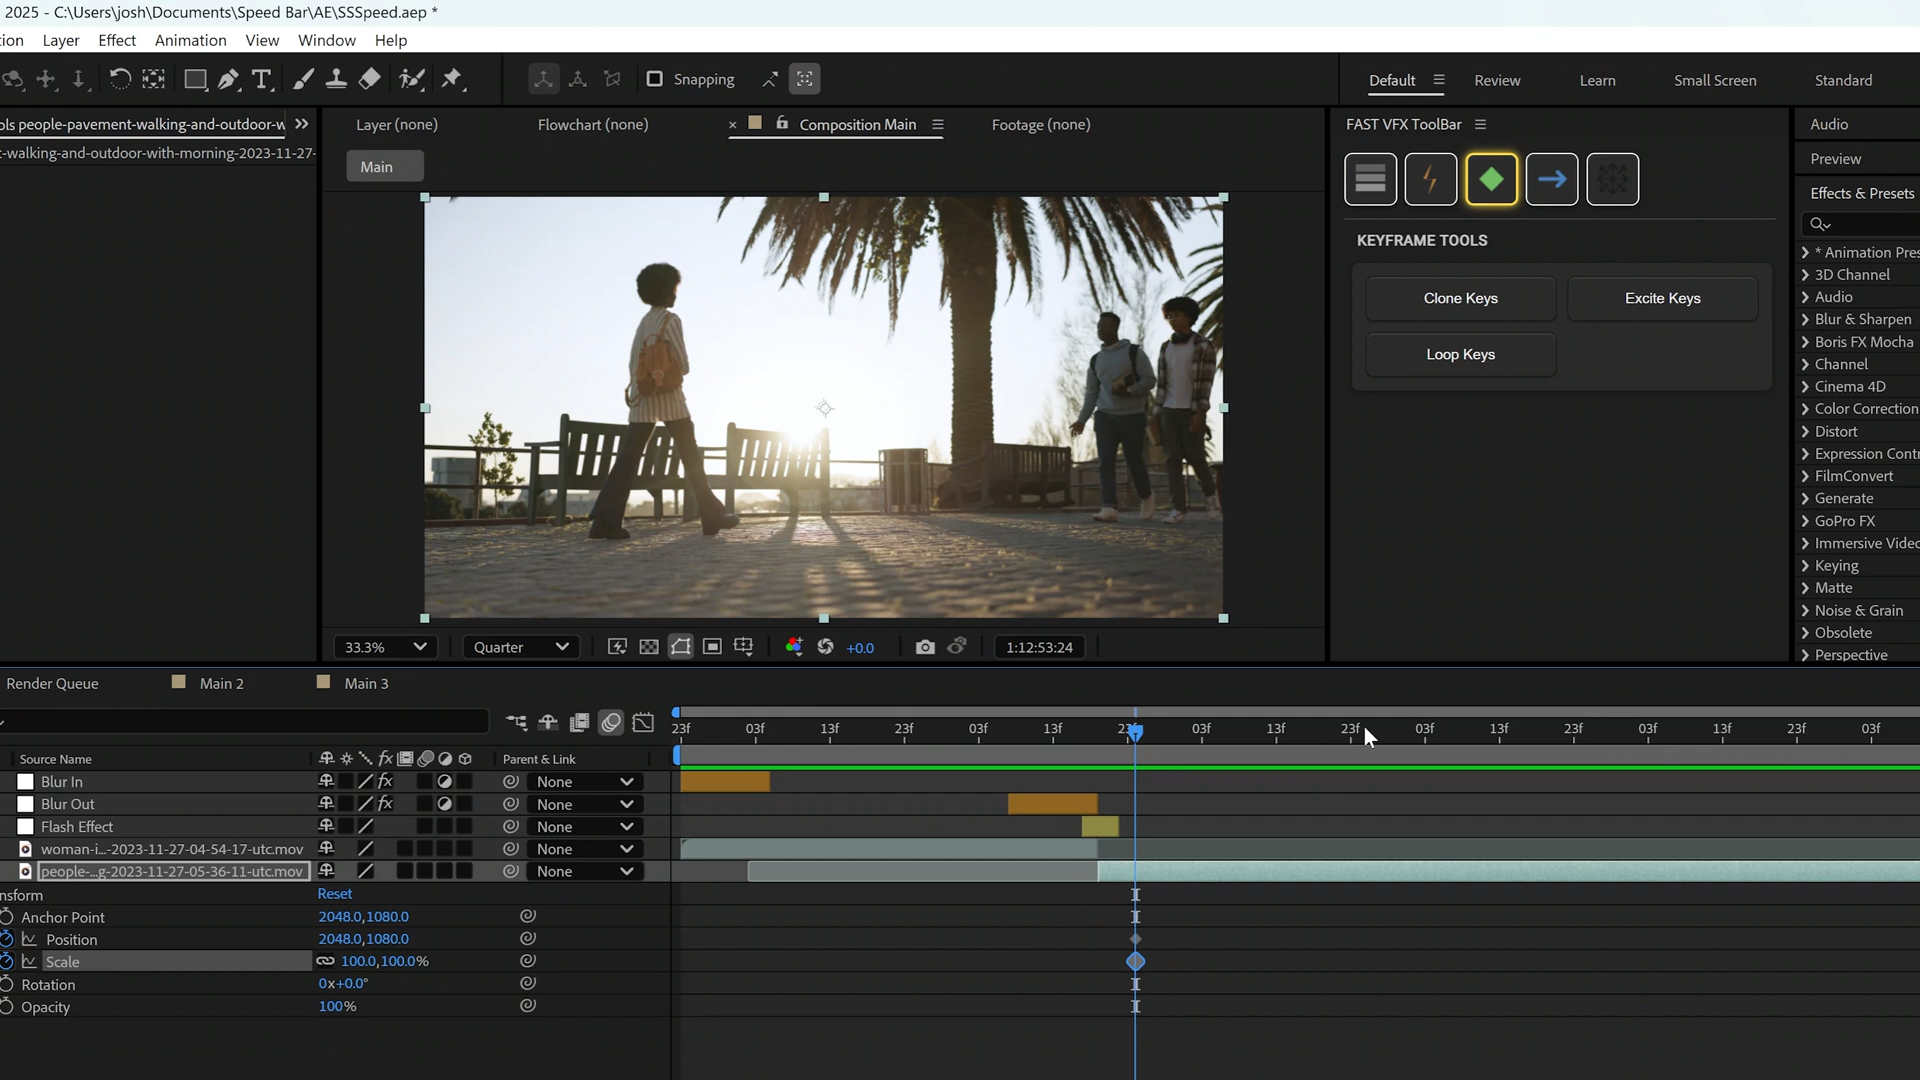 2025 - C:\Users\josh\Documents\Speed Bar\AE\SSSpeed.aep *
tion Layer Effect Animation View Window Help
Snapping
Default Review Learn Small Screen Standard
ols people-pavement-walking-and-outdoor-w
Layer (none) Flowchart (none) Composition Main Footage (none)
FAST VFX ToolBar
Audio
t-walking-and-outdoor-with-morning-2023-11-27-
Main
Preview
Effects & Presets
KEYFRAME TOOLS
Clone Keys Excite Keys
Loop Keys
* Animation Pres
3D Channel
Audio
Blur & Sharpen
Boris FX Mocha
Channel
Cinema 4D
Color Correction
Distort
Expression Contr
FilmConvert
Generate
GoPro FX
Immersive Video
Keying
Matte
Noise & Grain
Obsolete
Perspective
33.3% Quarter +0.0 1:12:53:24
Render Queue Main 2 Main 3
23f 03f 13f 23f 03f 13f 23f 03f 13f 23f 03f 13f 23f 13f 23f 03f
Source Name fx Parent & Link
Blur In fx None
Blur Out fx None
Flash Effect None
woman-i...-2023-11-27-04-54-17-utc.mov None
people-...g-2023-11-27-05-36-11-utc.mov None
nsform Reset
Anchor Point 2048.0,1080.0
Position 2048.0,1080.0
Scale 100.0,100.0%
Rotation 0x+0.0°
Opacity 100%